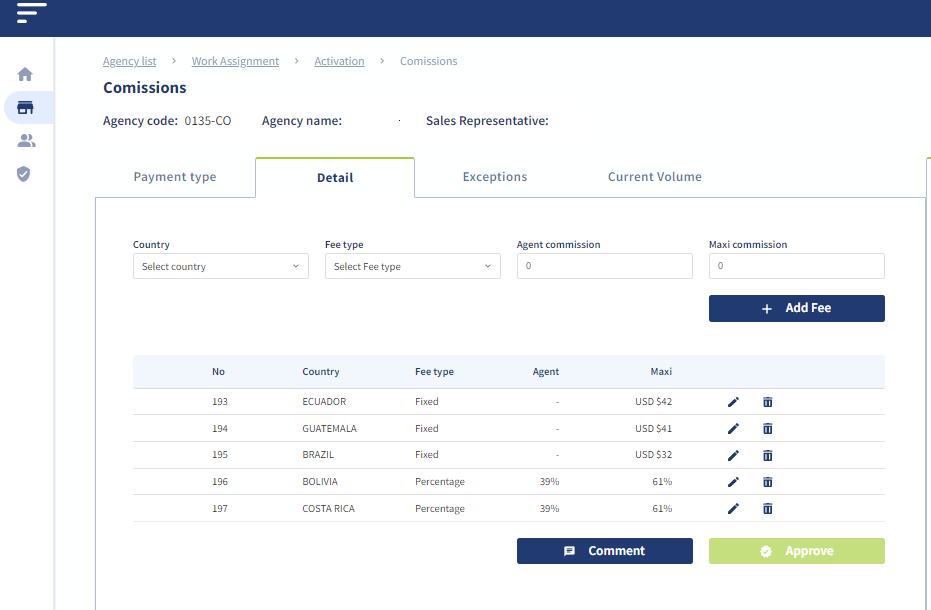 Agency list > Work Assignment > Activation > Comissions
Comissions
Agency code: 0135-CO Agency name: Sales Representative:
Payment type Detail Exceptions Current Volume
Country Fee type Agent commission Maxi commission
Select country Select Fee type 0 0
+ Add Fee
No Country Fee type Agent Maxi
193 ECUADOR Fixed - USD $42
194 GUATEMALA Fixed - USD $41
195 BRAZIL Fixed - USD $32
196 BOLIVIA Percentage 39% 61%
197 COSTA RICA Percentage 39% 61%
Comment Approve